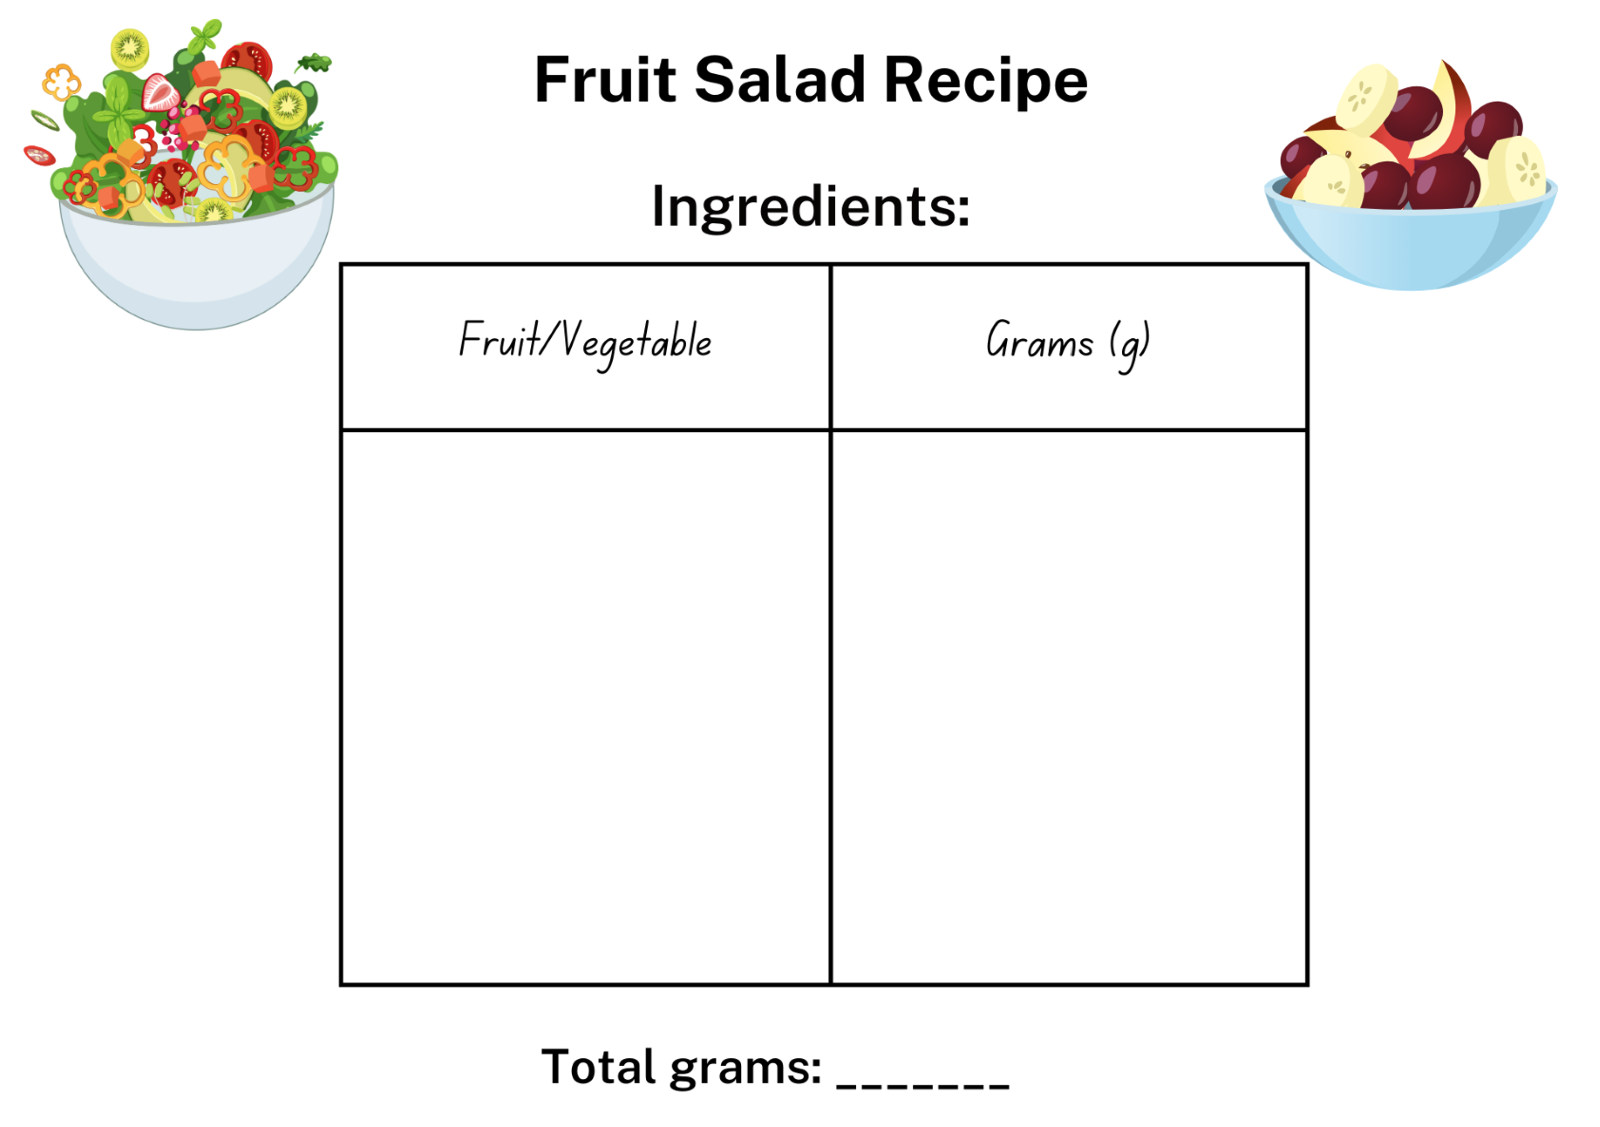 Fruit Salad Recipe
Ingredients:
Fruit/Vegetable
Grams (g)
Total grams: _______